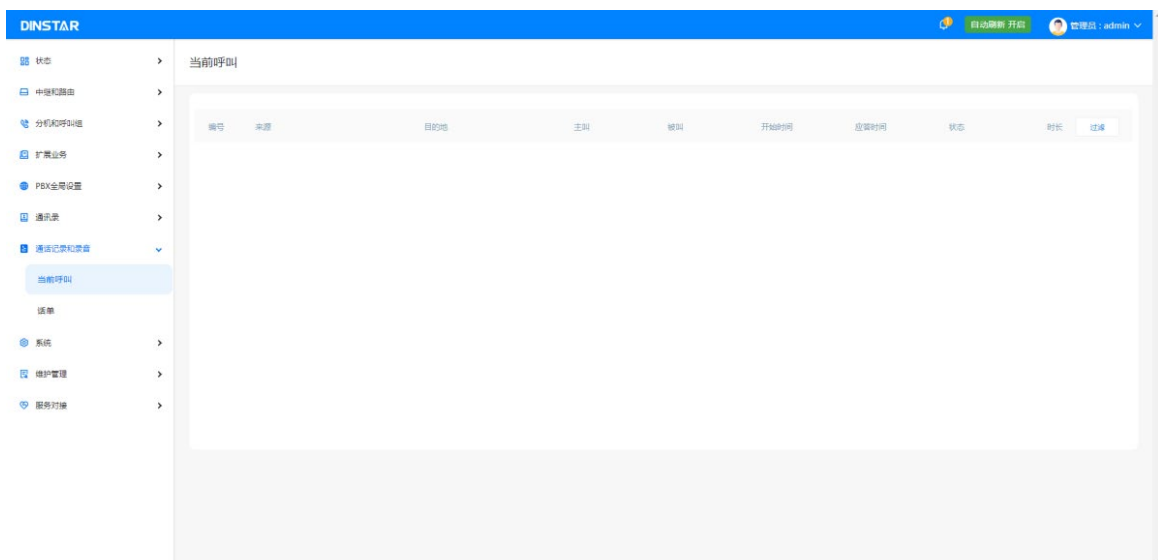 DINSTAR
自动刷新 开启
管理员 : admin
状态
中继和路由
分机和呼叫组
扩展业务
PBX全局设置
通讯录
通话记录和录音
当前呼叫
话单
系统
维护管理
服务对接
当前呼叫
编号 来源 目的地 主叫 被叫 开始时间 应答时间 状态 时长 过滤